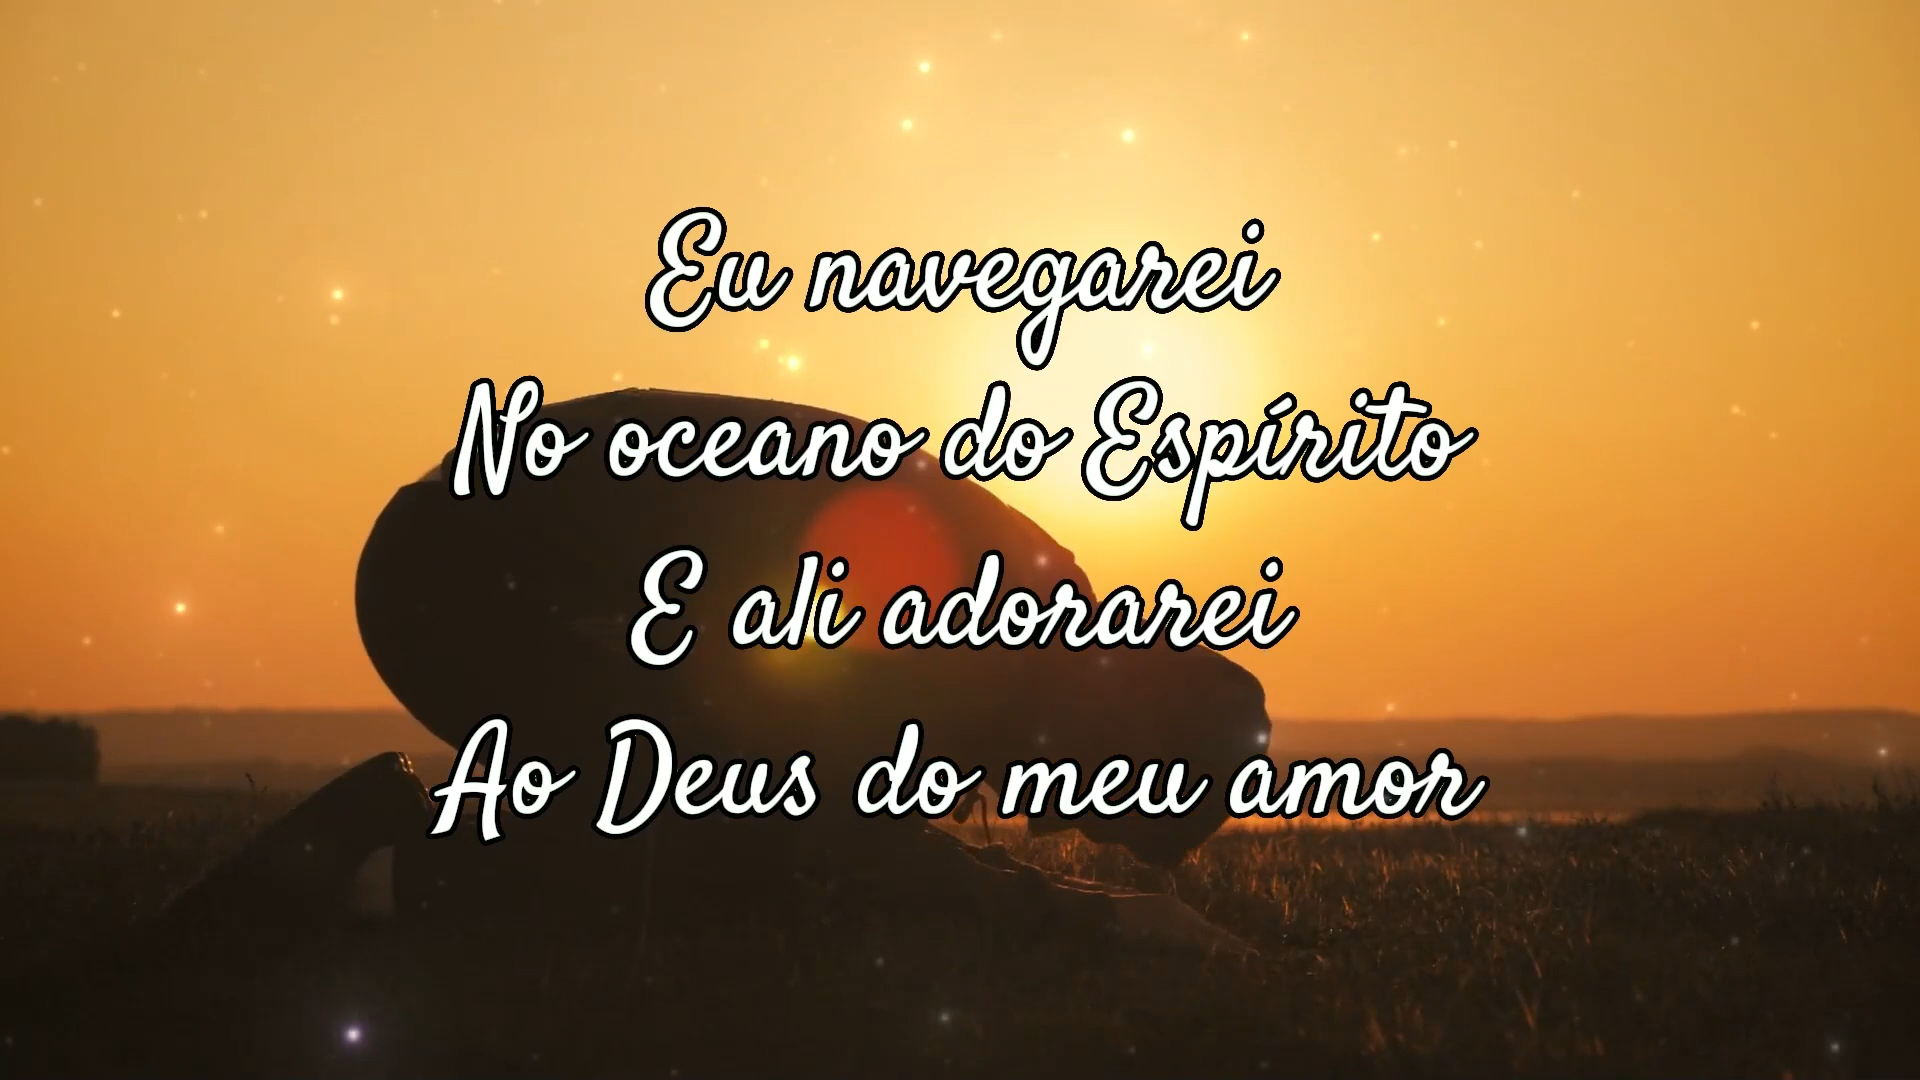 Eu navegarei
No oceano do Espírito
E ali adorarei
Ao Deus do meu amor